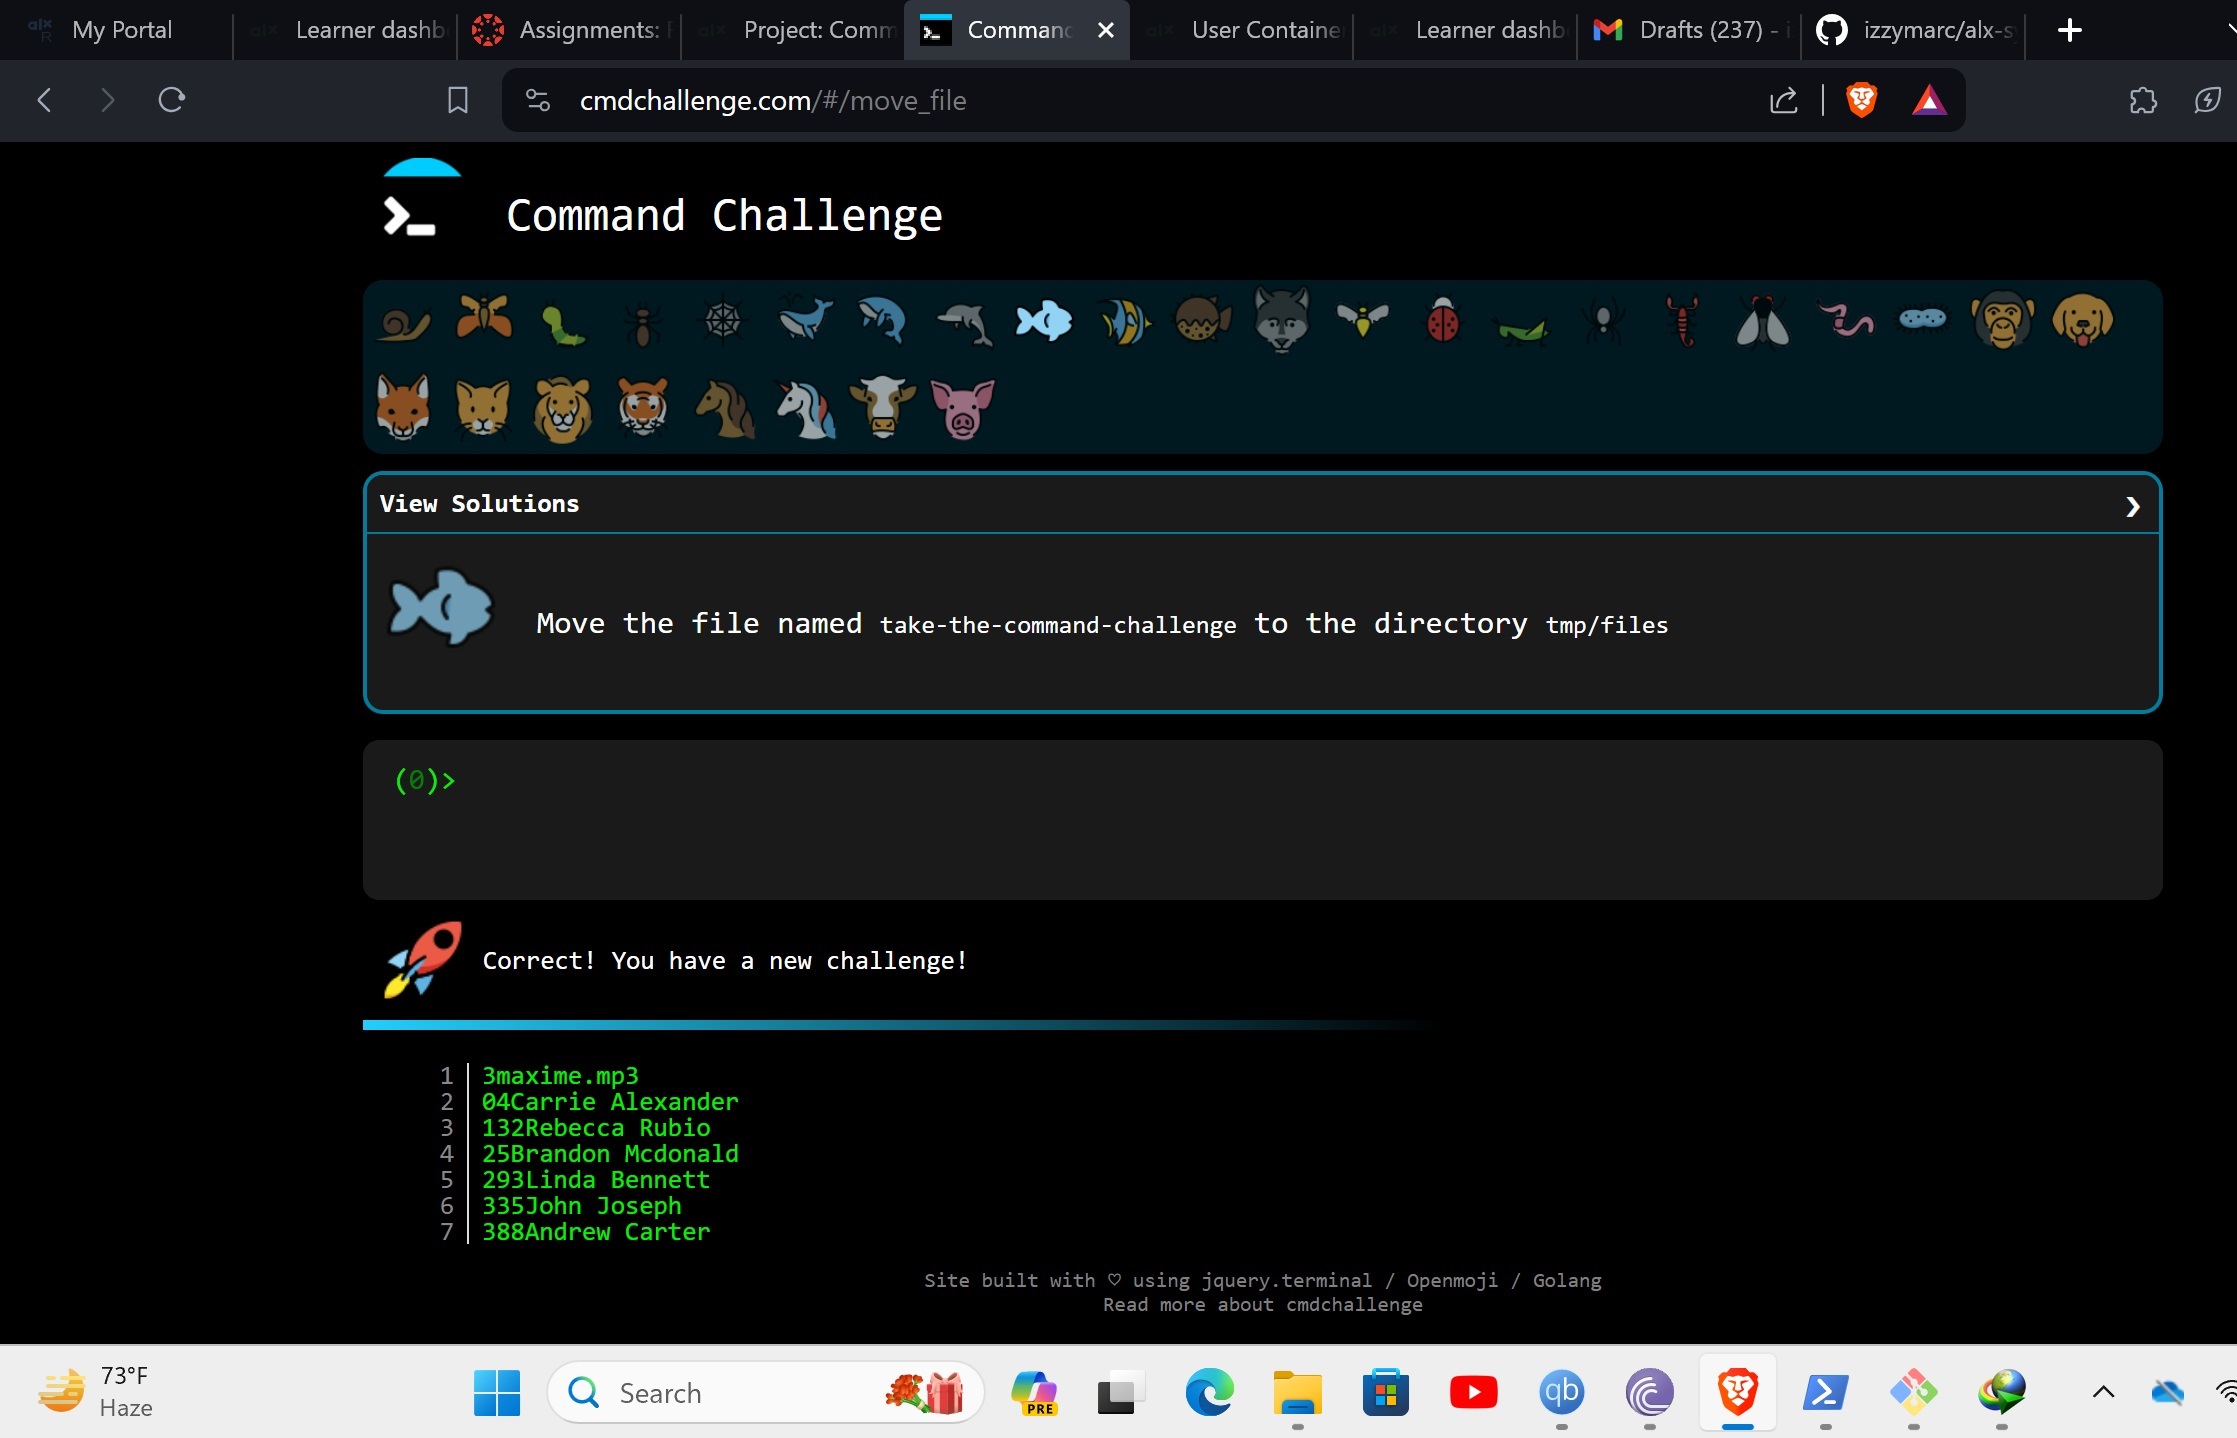 My Portal
Learner dashb
Assignments:
Project: Comm
Command
User Containe
Learner dashb
Drafts (237) - i
izzymarc/alx-s
cmdchallenge.com/#/move_file
Command Challenge
View Solutions
Move the file named take-the-command-challenge to the directory tmp/files
(0)>
Correct! You have a new challenge!
1 3maxime.mp3
2 04Carrie Alexander
3 132Rebecca Rubio
4 25Brandon Mcdonald
5 293Linda Bennett
6 335John Joseph
7 388Andrew Carter
Site built with ♡ using jquery.terminal / Openmoji / Golang
Read more about cmdchallenge
73°F
Haze
Search
PRE
qb